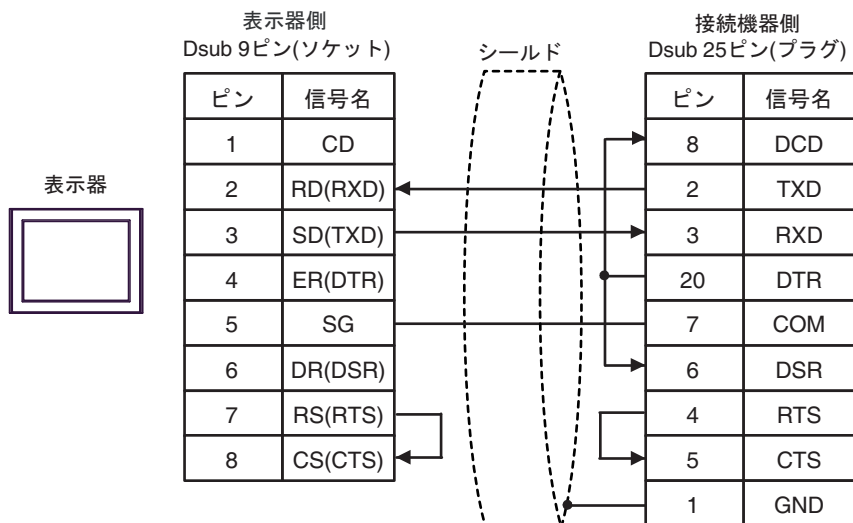 表示器側
Dsub 9ピン(ソケット)
シールド
接続機器側
Dsub 25ピン(プラグ)
表示器
ピン 信号名
1 CD
2 RD(RXD)
3 SD(TXD)
4 ER(DTR)
5 SG
6 DR(DSR)
7 RS(RTS)
8 CS(CTS)
ピン 信号名
8 DCD
2 TXD
3 RXD
20 DTR
7 COM
6 DSR
4 RTS
5 CTS
1 GND